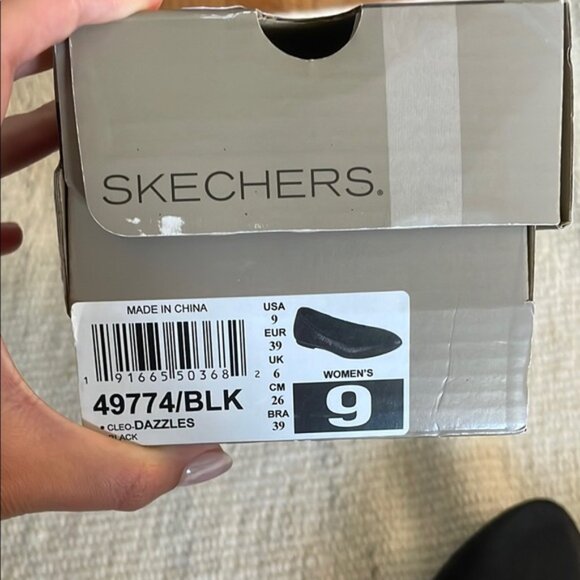 SKECHERS.
MADE IN CHINA
1 91665 50368 2
49774/BLK
• CLEO-DAZZLES
BLACK
USA
9
EUR
39
UK
6
CM
26
BRA
39
WOMEN'S
9